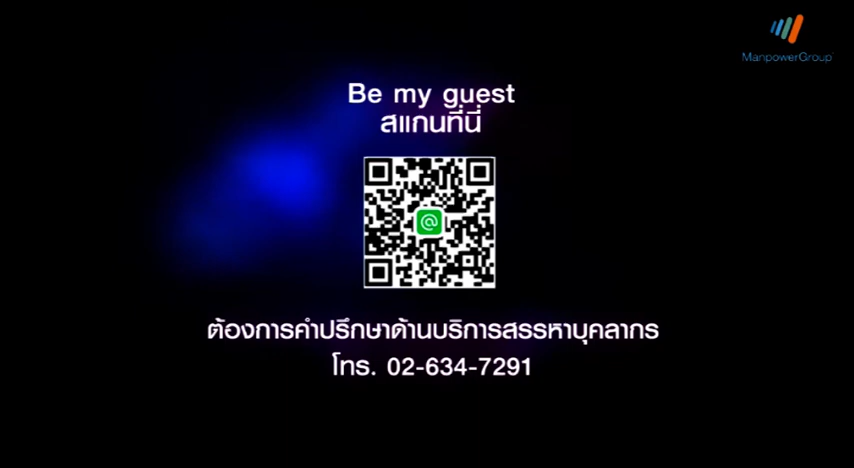 ManpowerGroup
Be my guest
สแกนที่นี่
@
ต้องการคำปรึกษาด้านบริการสรรหาบุคลากร
โทร. 02-634-7291